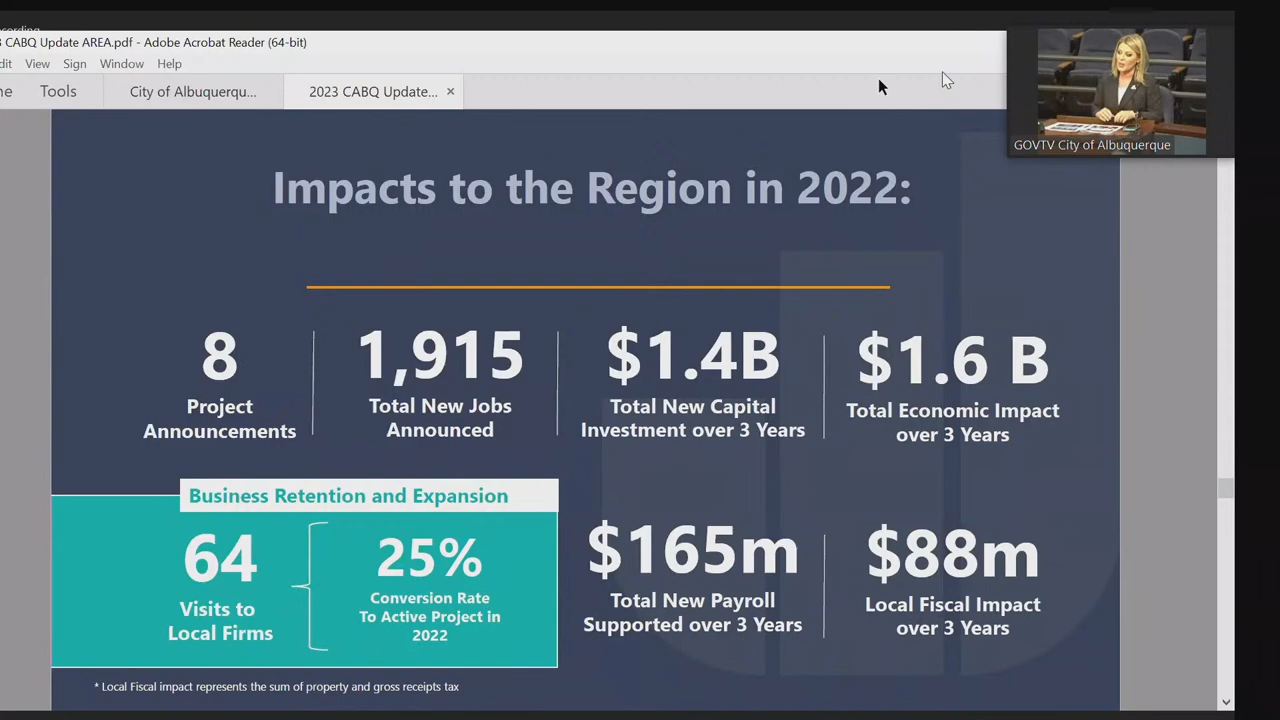 CABQ Update AREA.pdf - Adobe Acrobat Reader (64-bit)
View Sign Window Help
Tools
City of Albuquerqu...
2023 CABQ Update...
GOVTV City of Albuquerque
Impacts to the Region in 2022:
8
Project
Announcements
1,915
Total New Jobs
Announced
$1.4B
Total New Capital
Investment over 3 Years
$1.6 B
Total Economic Impact
over 3 Years
Business Retention and Expansion
64
Visits to
Local Firms
25%
Conversion Rate
To Active Project in
2022
$165m
Total New Payroll
Supported over 3 Years
$88m
Local Fiscal Impact
over 3 Years
* Local Fiscal impact represents the sum of property and gross receipts tax